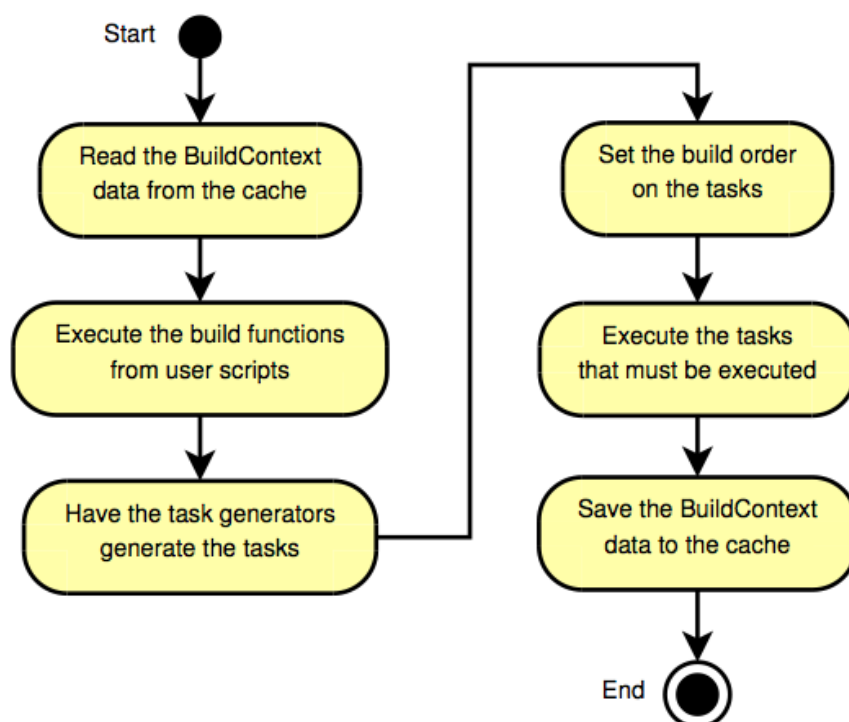 Start
Read the BuildContext
data from the cache
Execute the build functions
from user scripts
Have the task generators
generate the tasks
Set the build order
on the tasks
Execute the tasks
that must be executed
Save the BuildContext
data to the cache
End